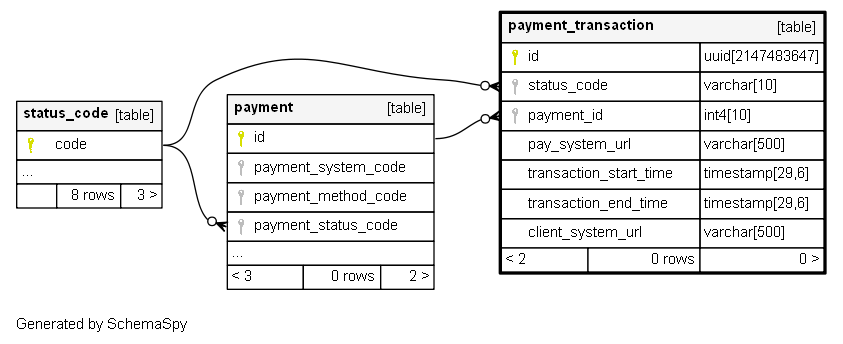 payment_transaction [table]
id uuid[2147483647]
status_code varchar[10]
payment_id int4[10]
pay_system_url varchar[500]
transaction_start_time timestamp[29,6]
transaction_end_time timestamp[29,6]
client_system_url varchar[500]
< 2 0 rows 0 >
status_code [table]
code
...
8 rows 3 >
payment [table]
id
payment_system_code
payment_method_code
payment_status_code
...
< 3 0 rows 2 >
Generated by SchemaSpy